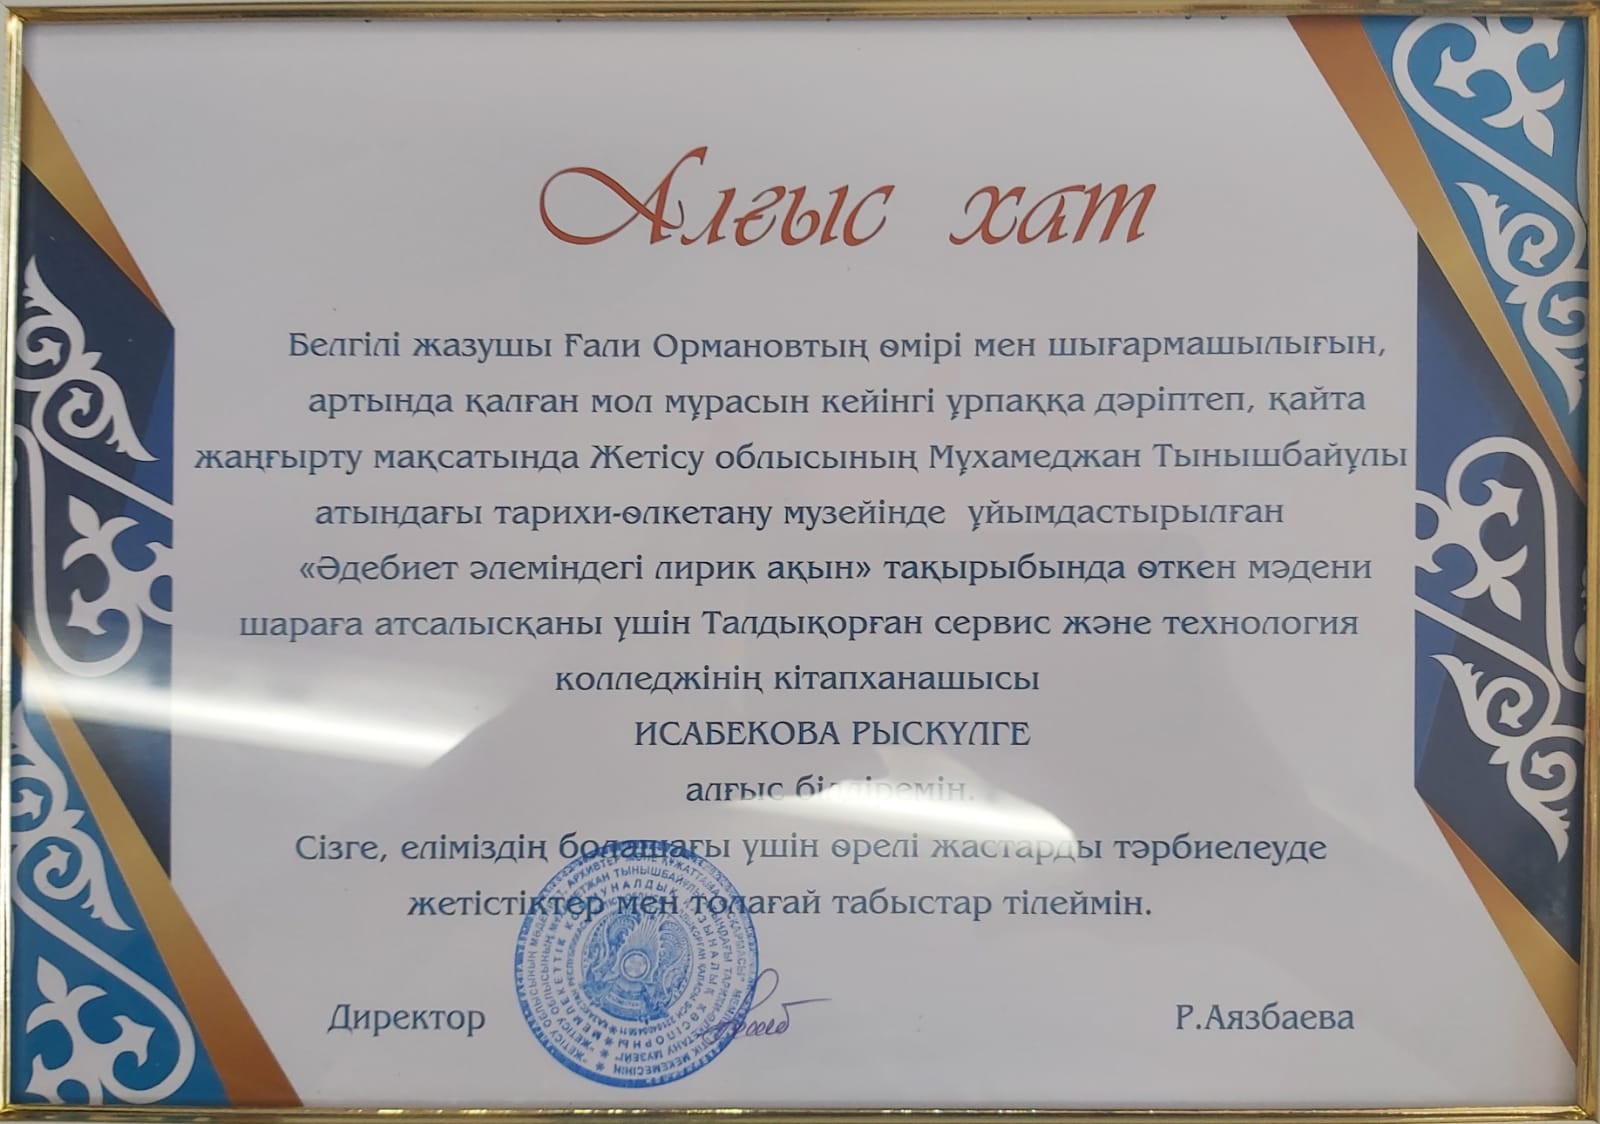 Алғыс хат
Белгілі жазушы Ғали Ормановтың өмірі мен шығармашылығын,
артында қалған мол мұрасын кейінгі ұрпаққа дәріптеп, қайта
жаңғырту мақсатында Жетісу облысының Мұхамеджан Тынышбайұлы
атындағы тарихи-өлкетану музейінде ұйымдастырылған
«Әдебиет әлеміндегі лирик ақын» тақырыбында өткен мәдени
шараға атсалысқаны үшін Талдықорған сервис және технология
колледжінің кітапханашысы
ИСАБЕКОВА РЫСКҮЛГЕ
алғыс білдіремін.
Сізге, еліміздің болашағы үшін өрелі жастарды тәрбиелеуде
жетістіктер мен толағай табыстар тілеймін.
Директор
Р.Аязбаева